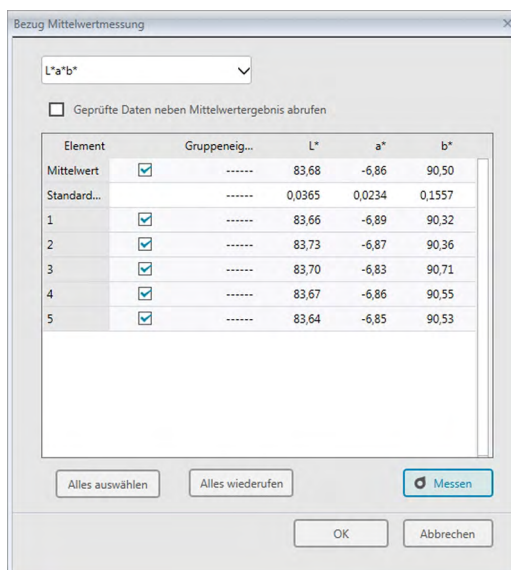 Bezug Mittelwertmessung
L*a*b*
Geprüfte Daten neben Mittelwertergebnis abrufen
Element Gruppeneig... L* a* b*
Mittelwert ------ 83,68 -6,86 90,50
Standard... 0,0365 0,0234 0,1557
1 ------ 83,66 -6,89 90,32
2 ------ 83,73 -6,87 90,36
3 ------ 83,70 -6,83 90,71
4 ------ 83,67 -6,86 90,55
5 ------ 83,64 -6,85 90,53
Alles auswählen Alles wiederufen Messen
OK Abbrechen